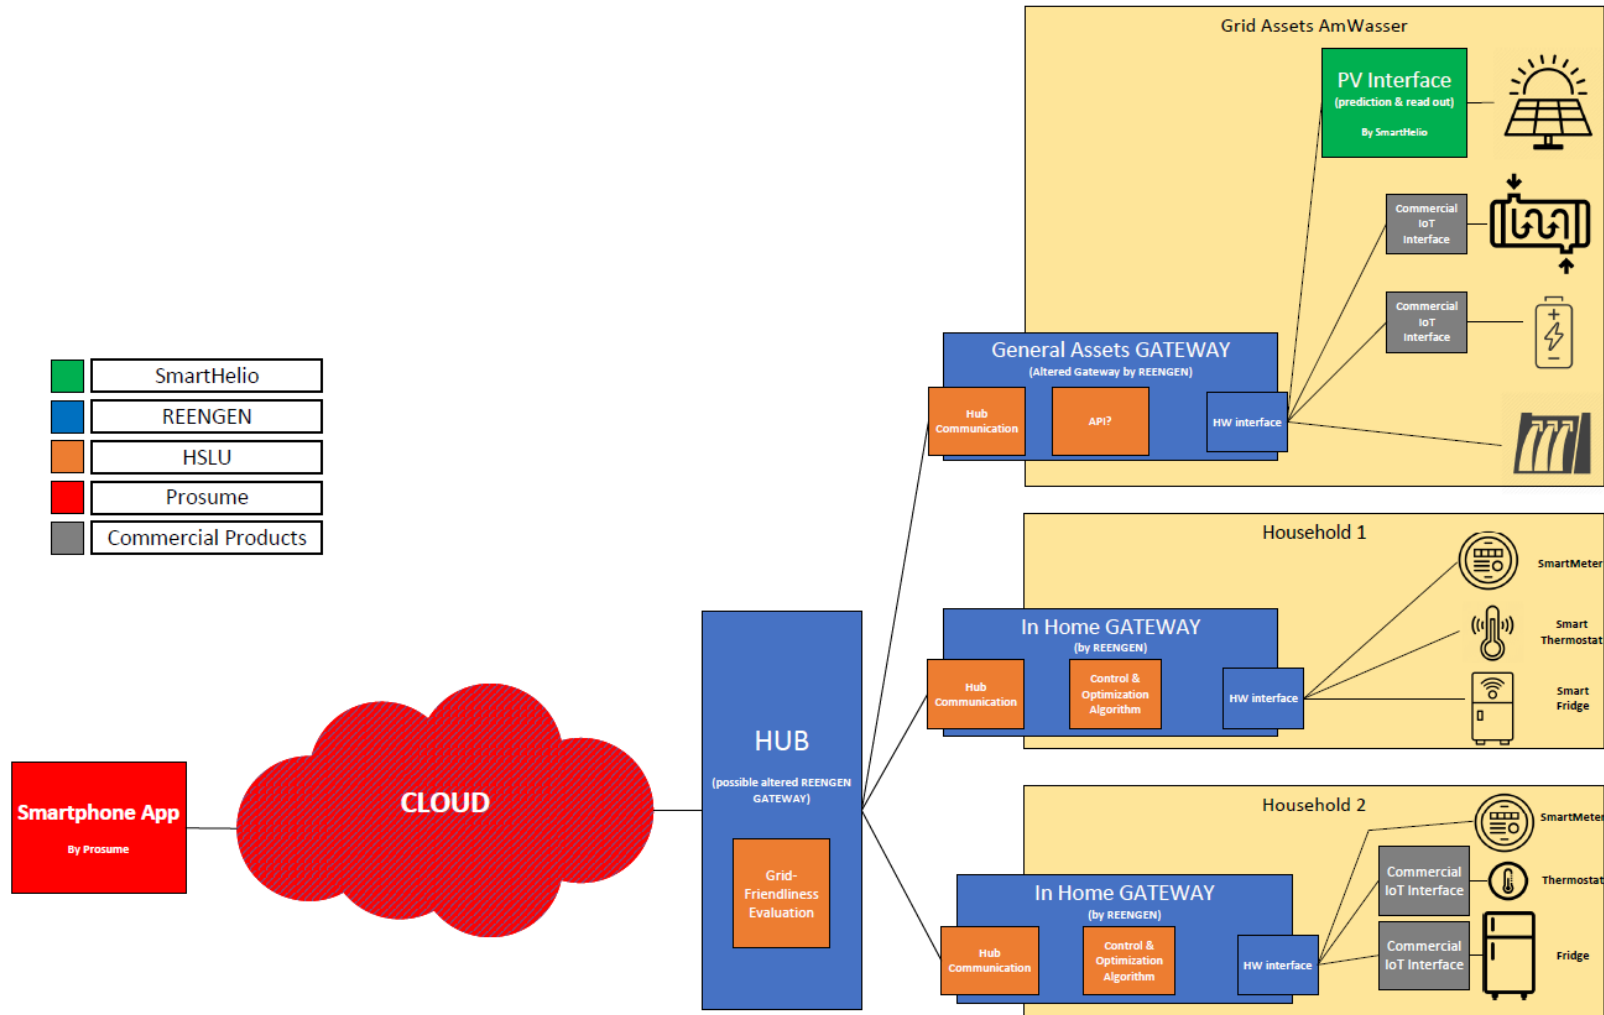 Grid Assets AmWasser
PV Interface
(prediction & read out)
By SmartHelio
Commercial
IoT
Interface
Commercial
IoT
Interface
General Assets GATEWAY
(Altered Gateway by REENGEN)
Hub
Communication
API?
HW interface
SmartHelio
REENGEN
HSLU
Prosume
Commercial Products
Household 1
SmartMeter
Smart
Thermostat
Smart
Fridge
In Home GATEWAY
(by REENGEN)
Hub
Communication
Control &
Optimization
Algorithm
HW interface
HUB
(possible altered REENGEN
GATEWAY)
Grid-
Friendliness
Evaluation
CLOUD
Smartphone App
By Prosume
Household 2
SmartMeter
Commercial
IoT Interface
Thermostat
Commercial
IoT Interface
Fridge
In Home GATEWAY
(by REENGEN)
Hub
Communication
Control &
Optimization
Algorithm
HW interface